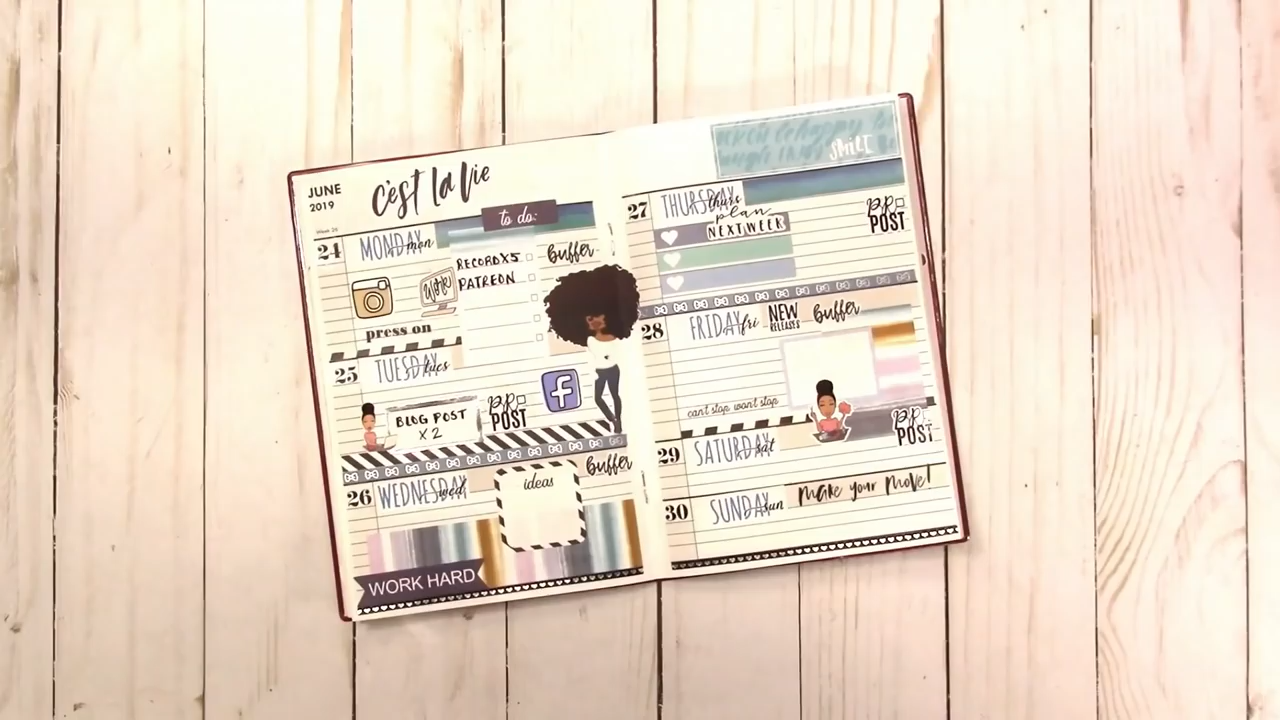 JUNE
2019
c'est la vie
to do:
24
MONDAY
mon
RECORD X5
PATREON
buffer
work
press on
25
TUESDAY
tues
BLOG POST
X 2
p.p.
POST
f
26
WEDNESDAY
wed
ideas
buffer
WORK HARD
SMILE
27
THURSDAY
thurs
plan
NEXT WEEK
p.p.
POST
28
FRIDAY
fri
NEW
RELEASES
buffer
can't stop won't stop
p.p.
POST
29
SATURDAY
sat
30
SUNDAY
sun
make your move!